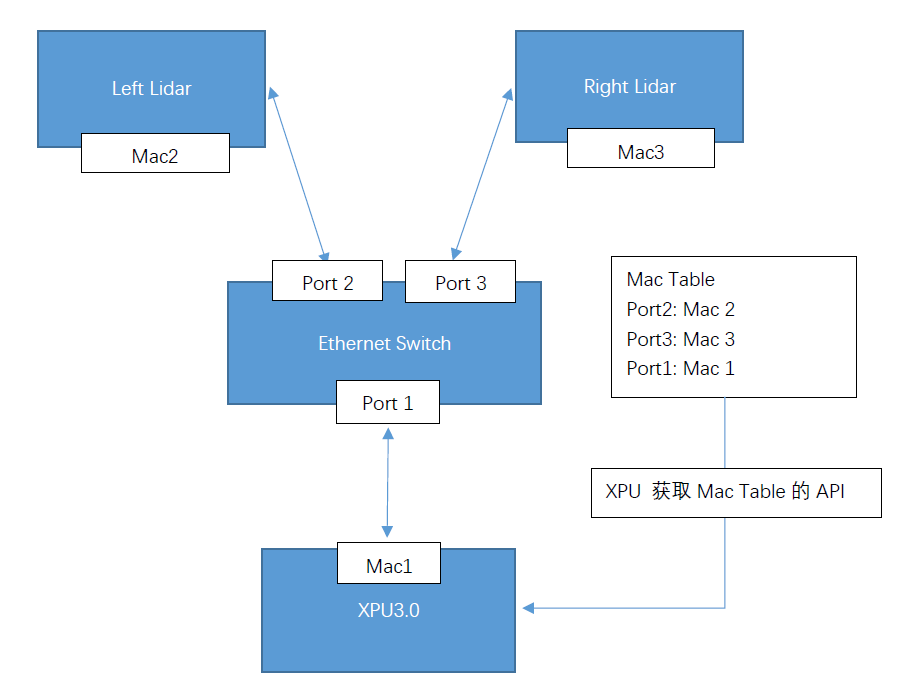 Left Lidar
Right Lidar
Mac2
Mac3
Port 2
Port 3
Mac Table
Port2: Mac 2
Port3: Mac 3
Port1: Mac 1
Ethernet Switch
Port 1
XPU 获取 Mac Table 的 API
Mac1
XPU3.0